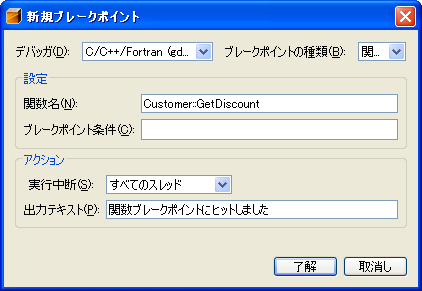 新規ブレークポイント
デバッガ(D): C/C++/Fortran (gd... ブレークポイントの種類(B): 関...
設定
関数名(N): Customer::GetDiscount
ブレークポイント条件(C):
アクション
実行中断(S): すべてのスレッド
出力テキスト(P): 関数ブレークポイントにヒットしました
了解 取消し